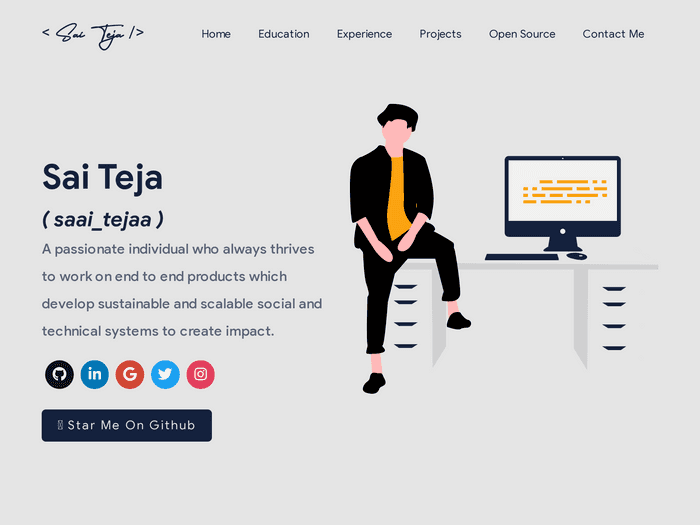 < Sai Teja />
Home Education Experience Projects Open Source Contact Me
Sai Teja
( saai_tejaa )
A passionate individual who always thrives
to work on end to end products which
develop sustainable and scalable social and
technical systems to create impact.
in G
Star Me On Github